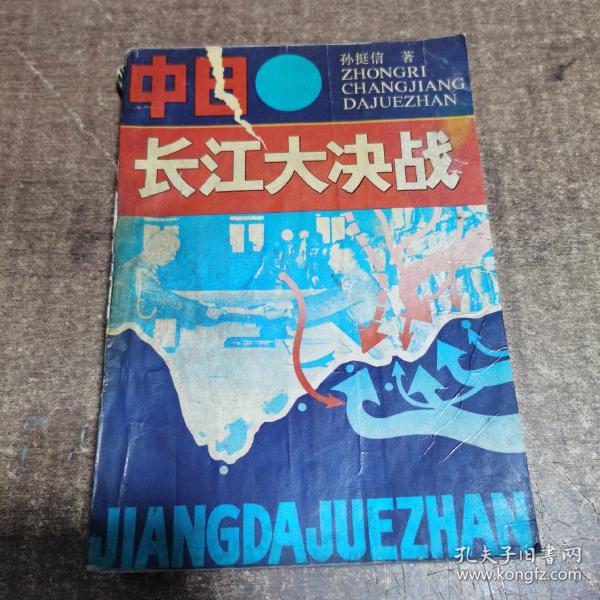 中日
孙挺信 著
ZHONGRI
CHANGJIANG
DAJUEZHAN
长江大决战
JIANGDAJUEZHAN
孔夫子旧书网
www.kongfz.com